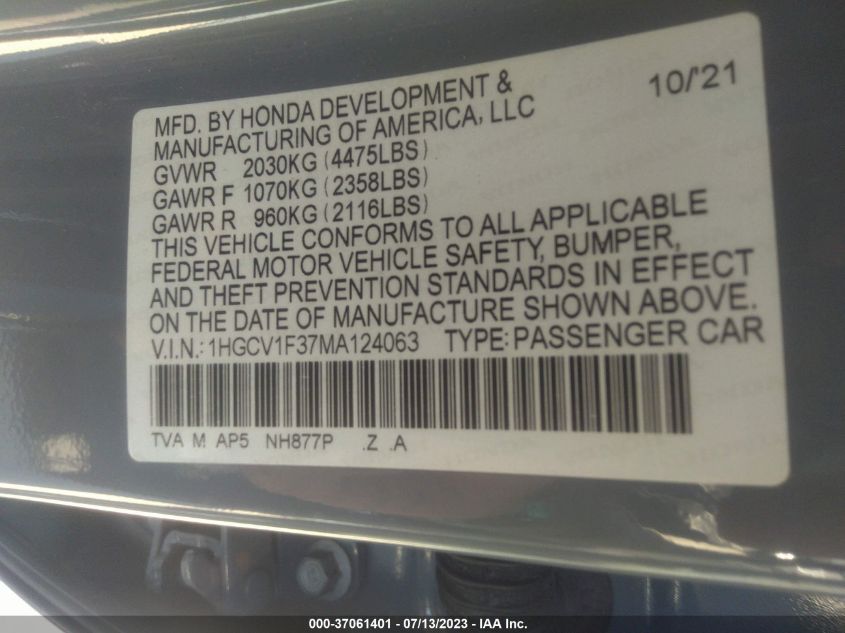 10/'21
MFD. BY HONDA DEVELOPMENT &
MANUFACTURING OF AMERICA, LLC
GVWR 2030KG (4475LBS)
GAWR F 1070KG (2358LBS)
GAWR R 960KG (2116LBS)
THIS VEHICLE CONFORMS TO ALL APPLICABLE
FEDERAL MOTOR VEHICLE SAFETY, BUMPER,
AND THEFT PREVENTION STANDARDS IN EFFECT
ON THE DATE OF MANUFACTURE SHOWN ABOVE.
V.I.N.: 1HGCV1F37MA124063 TYPE: PASSENGER CAR
TVA M AP5 NH877P .Z .A
000-37061401 - 07/13/2023 - IAA Inc.